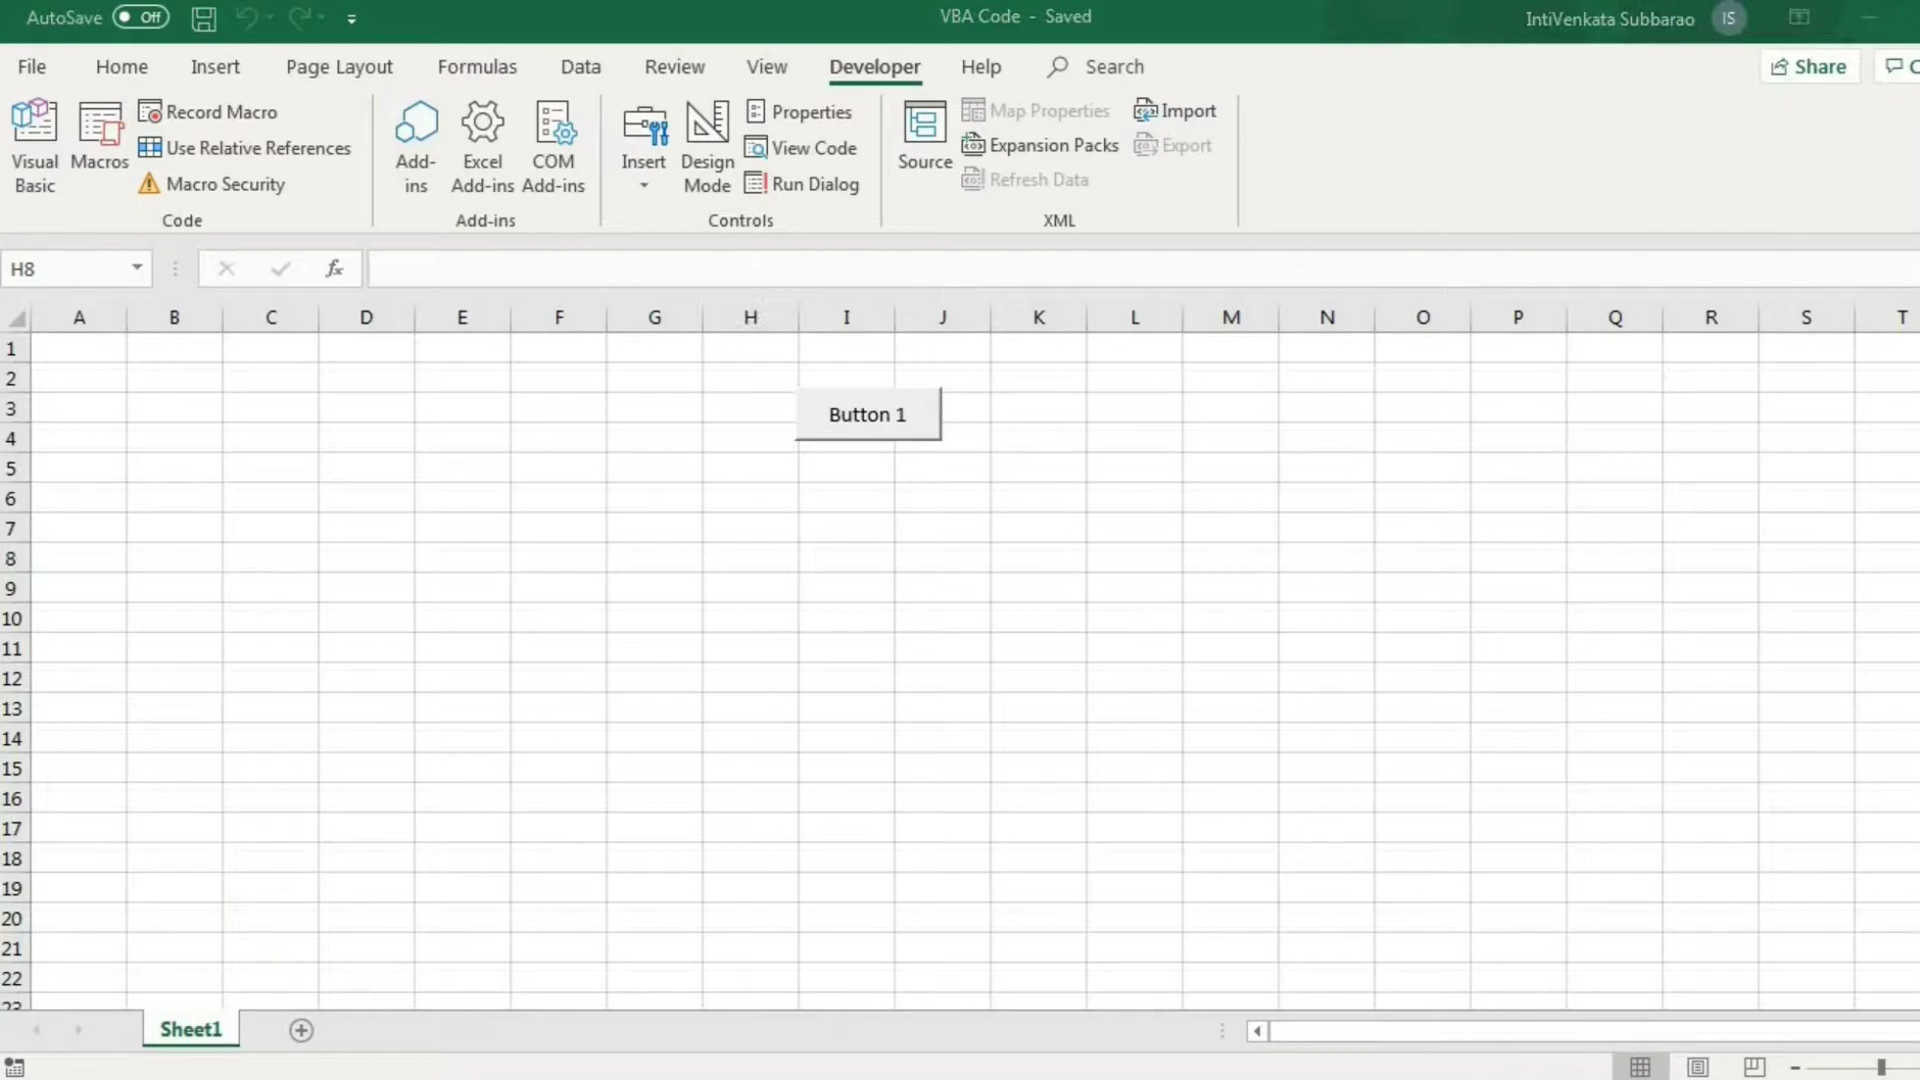 AutoSave Off VBA Code - Saved IntiVenkata Subbarao IS
File Home Insert Page Layout Formulas Data Review View Developer Help Search Share
Visual Basic
Macros
Record Macro
Use Relative References
Macro Security
Code
Add-ins
Excel Add-ins
COM Add-ins
Add-ins
Insert
Design Mode
Properties
View Code
Run Dialog
Controls
Source
Map Properties
Expansion Packs
Refresh Data
Import
Export
XML
H8 fx
A B C D E F G H I J K L M N O P Q R S T
1
2
3
Button 1
4
5
6
7
8
9
10
11
12
13
14
15
16
17
18
19
20
21
22
23
Sheet1